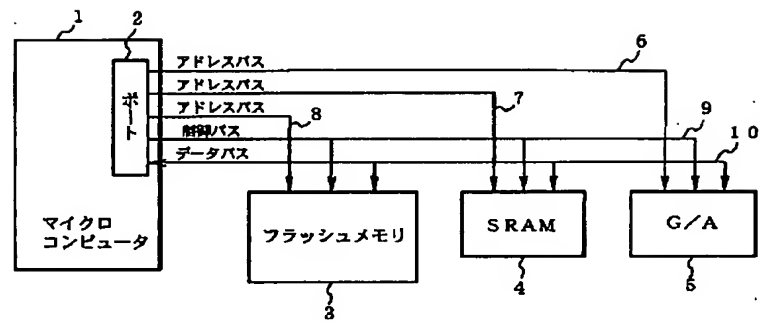 1
2
アドレスバス
6
アドレスバス
7
アドレスバス
8
制御バス
9
データバス
10
ポート
マイクロ
コンピュータ
フラッシュメモリ
SRAM
G/A
3
4
5